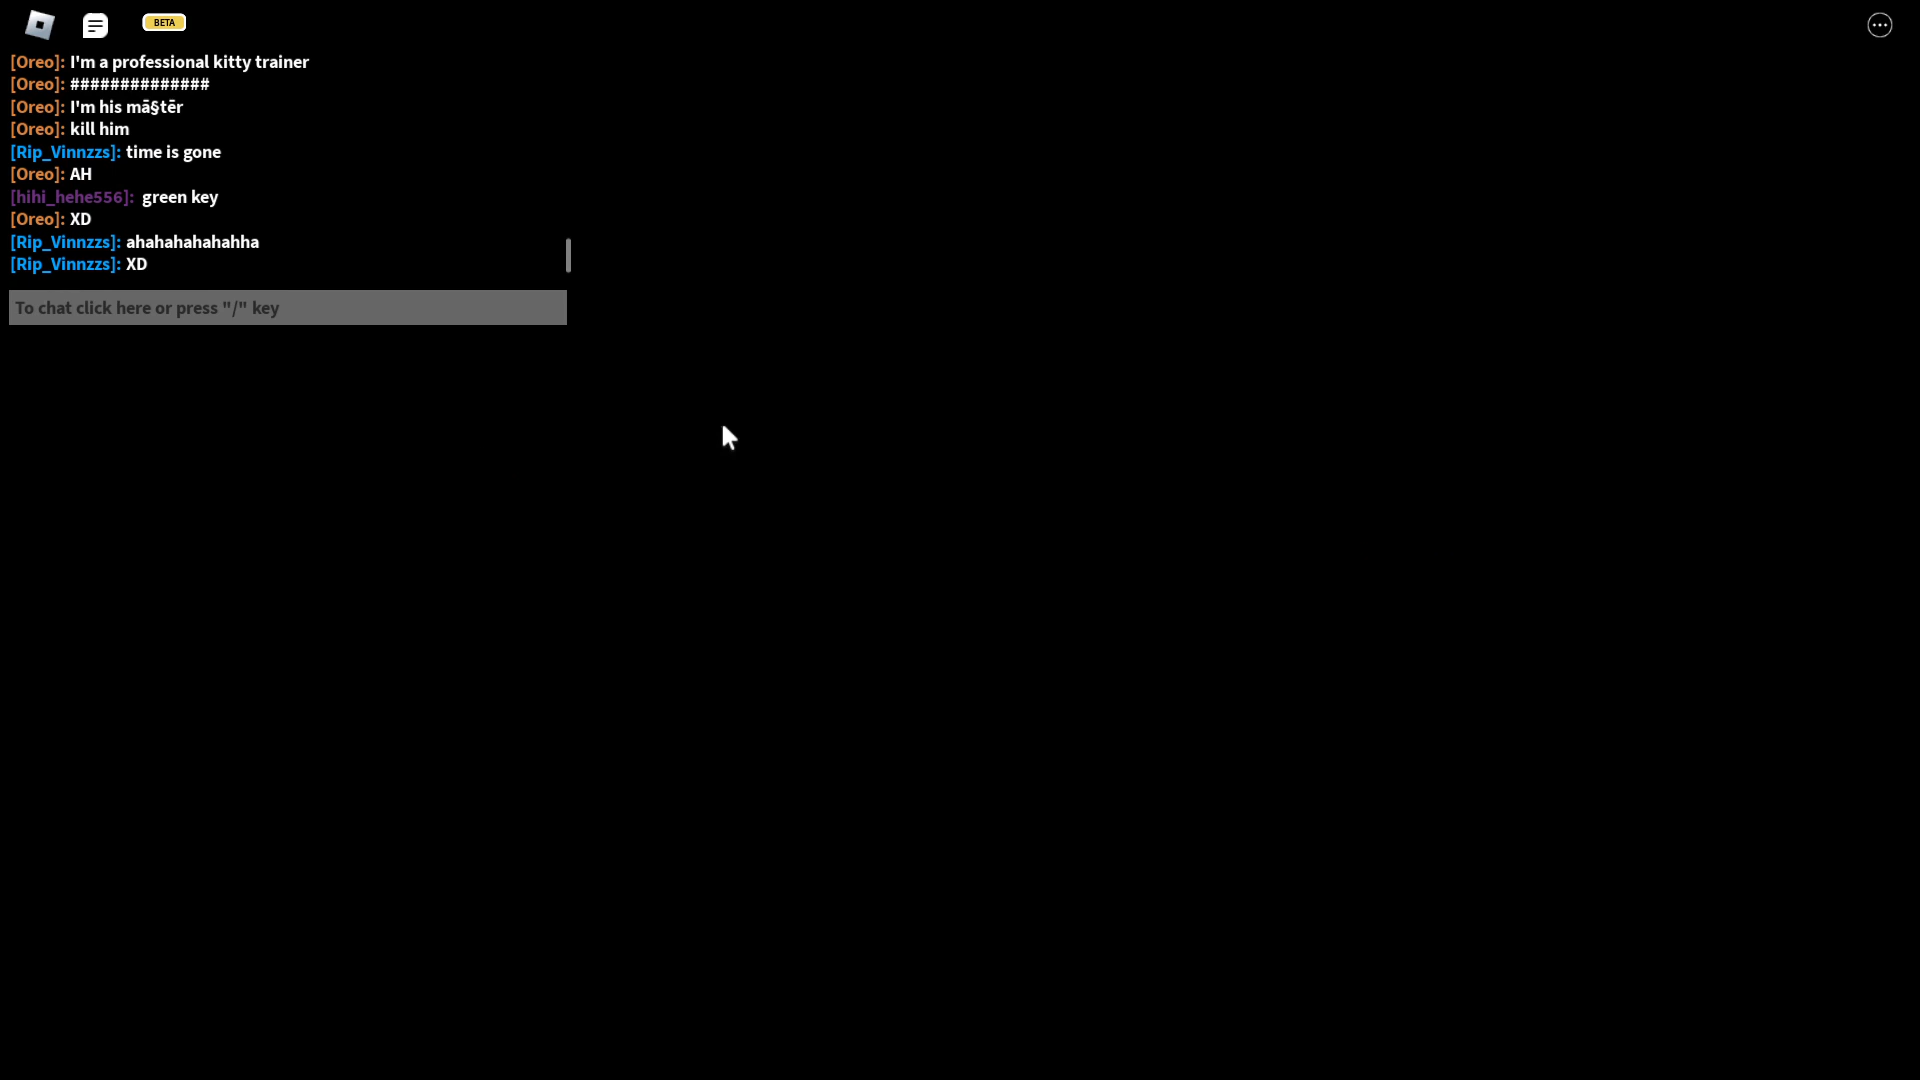 BETA
[Oreo]: I'm a professional kitty trainer
[Oreo]: ##############
[Oreo]: I'm his mā§tēr
[Oreo]: kill him
[Rip_Vinnzzs]: time is gone
[Oreo]: AH
[hihi_hehe556]: green key
[Oreo]: XD
[Rip_Vinnzzs]: ahahahahahahha
[Rip_Vinnzzs]: XD
To chat click here or press "/" key